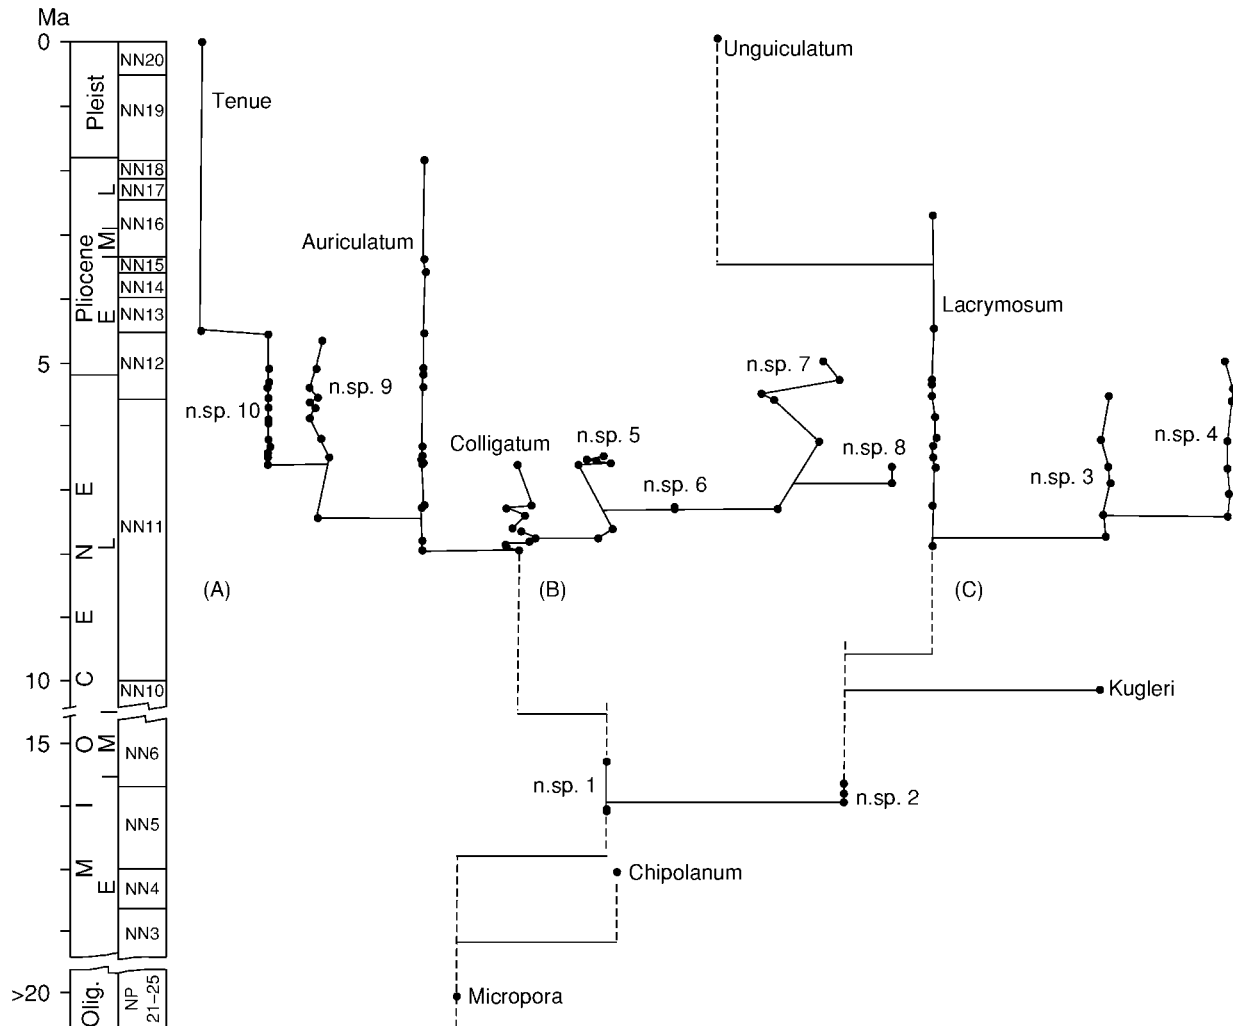 Ma
0
5
10
15
>20
Pleist
Pliocene
L
M
E
MIOCENE
L
M
E
Olig.
NN20
NN19
NN18
NN17
NN16
NN15
NN14
NN13
NN12
NN11
NN10
NN6
NN5
NN4
NN3
NP
21–25
Tenue
Unguiculatum
Auriculatum
Lacrymosum
n.sp. 7
n.sp. 9
n.sp. 10
Colligatum
n.sp. 5
n.sp. 8
n.sp. 4
n.sp. 6
n.sp. 3
(A)
(B)
(C)
Kugleri
n.sp. 1
n.sp. 2
Chipolanum
Micropora